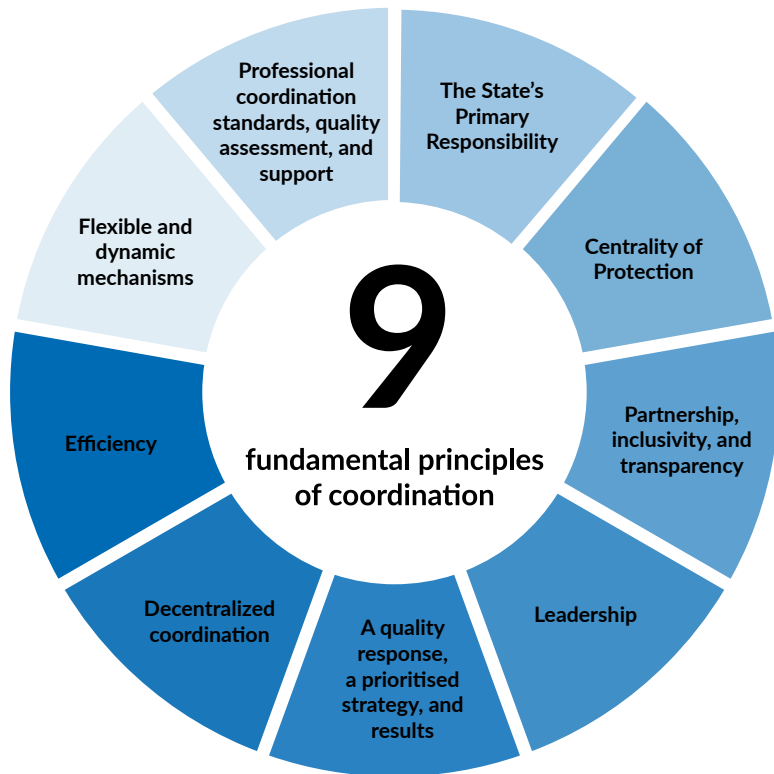 9
fundamental principles
of coordination
The State’s
Primary
Responsibility
Centrality of
Protection
Partnership,
inclusivity, and
transparency
Leadership
A quality
response,
a prioritised
strategy, and
results
Decentralized
coordination
Efficiency
Flexible and
dynamic
mechanisms
Professional
coordination
standards, quality
assessment, and
support